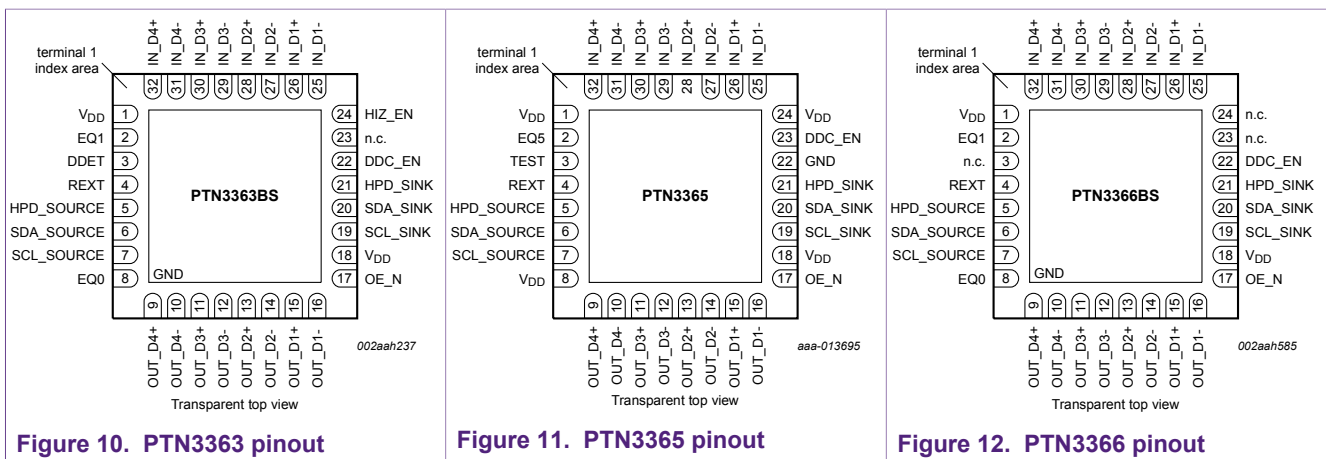 IN_D4+
IN_D4-
IN_D3+
IN_D3-
IN_D2+
IN_D2-
IN_D1+
IN_D1-
terminal 1
index area
32
31
30
29
28
27
26
25
VDD 1
EQ1 2
DDET 3
REXT 4
HPD_SOURCE 5
SDA_SOURCE 6
SCL_SOURCE 7
EQ0 8
PTN3363BS
GND
24 HIZ_EN
23 n.c.
22 DDC_EN
21 HPD_SINK
20 SDA_SINK
19 SCL_SINK
18 VDD
17 OE_N
9
10
11
12
13
14
15
16
OUT_D4+
OUT_D4-
OUT_D3+
OUT_D3-
OUT_D2+
OUT_D2-
OUT_D1+
OUT_D1-
002aah237
Transparent top view
Figure 10. PTN3363 pinout
IN_D4+
IN_D4-
IN_D3+
IN_D3-
IN_D2+
IN_D2-
IN_D1+
IN_D1-
terminal 1
index area
32
31
30
29
28
27
26
25
VDD 1
EQ5 2
TEST 3
REXT 4
HPD_SOURCE 5
SDA_SOURCE 6
SCL_SOURCE 7
VDD 8
PTN3365
24 VDD
23 DDC_EN
22 GND
21 HPD_SINK
20 SDA_SINK
19 SCL_SINK
18 VDD
17 OE_N
9
10
11
12
13
14
15
16
OUT_D4+
OUT_D4-
OUT_D3+
OUT_D3-
OUT_D2+
OUT_D2-
OUT_D1+
OUT_D1-
aaa-013695
Transparent top view
Figure 11. PTN3365 pinout
IN_D4+
IN_D4-
IN_D3+
IN_D3-
IN_D2+
IN_D2-
IN_D1+
IN_D1-
terminal 1
index area
32
31
30
29
28
27
26
25
VDD 1
EQ1 2
n.c. 3
REXT 4
HPD_SOURCE 5
SDA_SOURCE 6
SCL_SOURCE 7
EQ0 8
PTN3366BS
GND
24 n.c.
23 n.c.
22 DDC_EN
21 HPD_SINK
20 SDA_SINK
19 SCL_SINK
18 VDD
17 OE_N
9
10
11
12
13
14
15
16
OUT_D4+
OUT_D4-
OUT_D3+
OUT_D3-
OUT_D2+
OUT_D2-
OUT_D1+
OUT_D1-
002aah585
Transparent top view
Figure 12. PTN3366 pinout